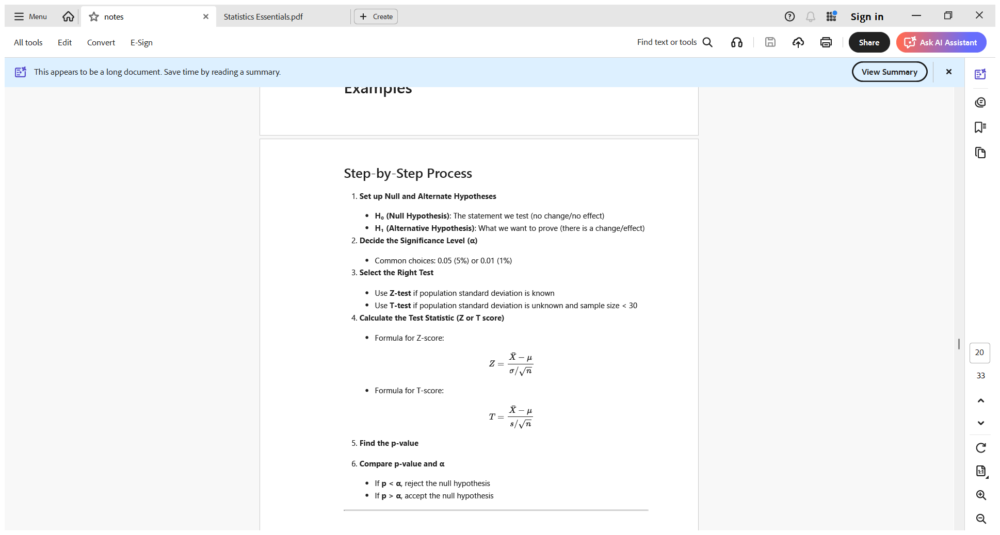 Menu
notes
Statistics Essentials.pdf
Create
Sign in
All tools
Edit
Convert
E-Sign
Find text or tools
Share
Ask AI Assistant
This appears to be a long document. Save time by reading a summary.
View Summary
Examples
Step-by-Step Process
1. Set up Null and Alternate Hypotheses
• H₀ (Null Hypothesis): The statement we test (no change/no effect)
• H₁ (Alternative Hypothesis): What we want to prove (there is a change/effect)
2. Decide the Significance Level (α)
• Common choices: 0.05 (5%) or 0.01 (1%)
3. Select the Right Test
• Use Z-test if population standard deviation is known
• Use T-test if population standard deviation is unknown and sample size < 30
4. Calculate the Test Statistic (Z or T score)
• Formula for Z-score:
Z = (X̄ − μ) / (σ/√n)
• Formula for T-score:
T = (X̄ − μ) / (s/√n)
5. Find the p-value
6. Compare p-value and α
• If p < α, reject the null hypothesis
• If p > α, accept the null hypothesis
20
33
1:1